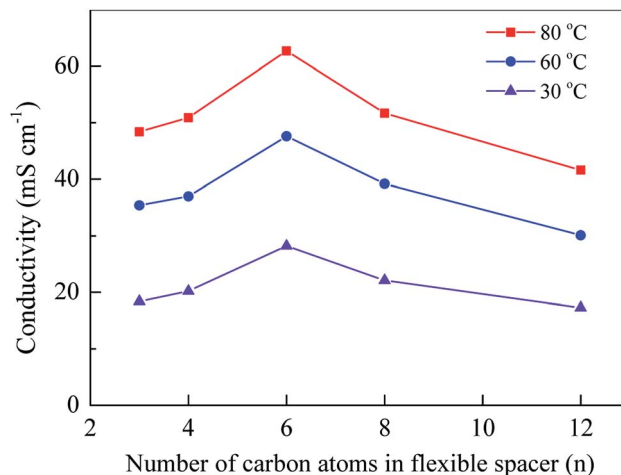 80 °C
60 °C
30 °C
60
40
20
0
2 4 6 8 10 12
Conductivity (mS cm⁻¹)
Number of carbon atoms in flexible spacer (n)